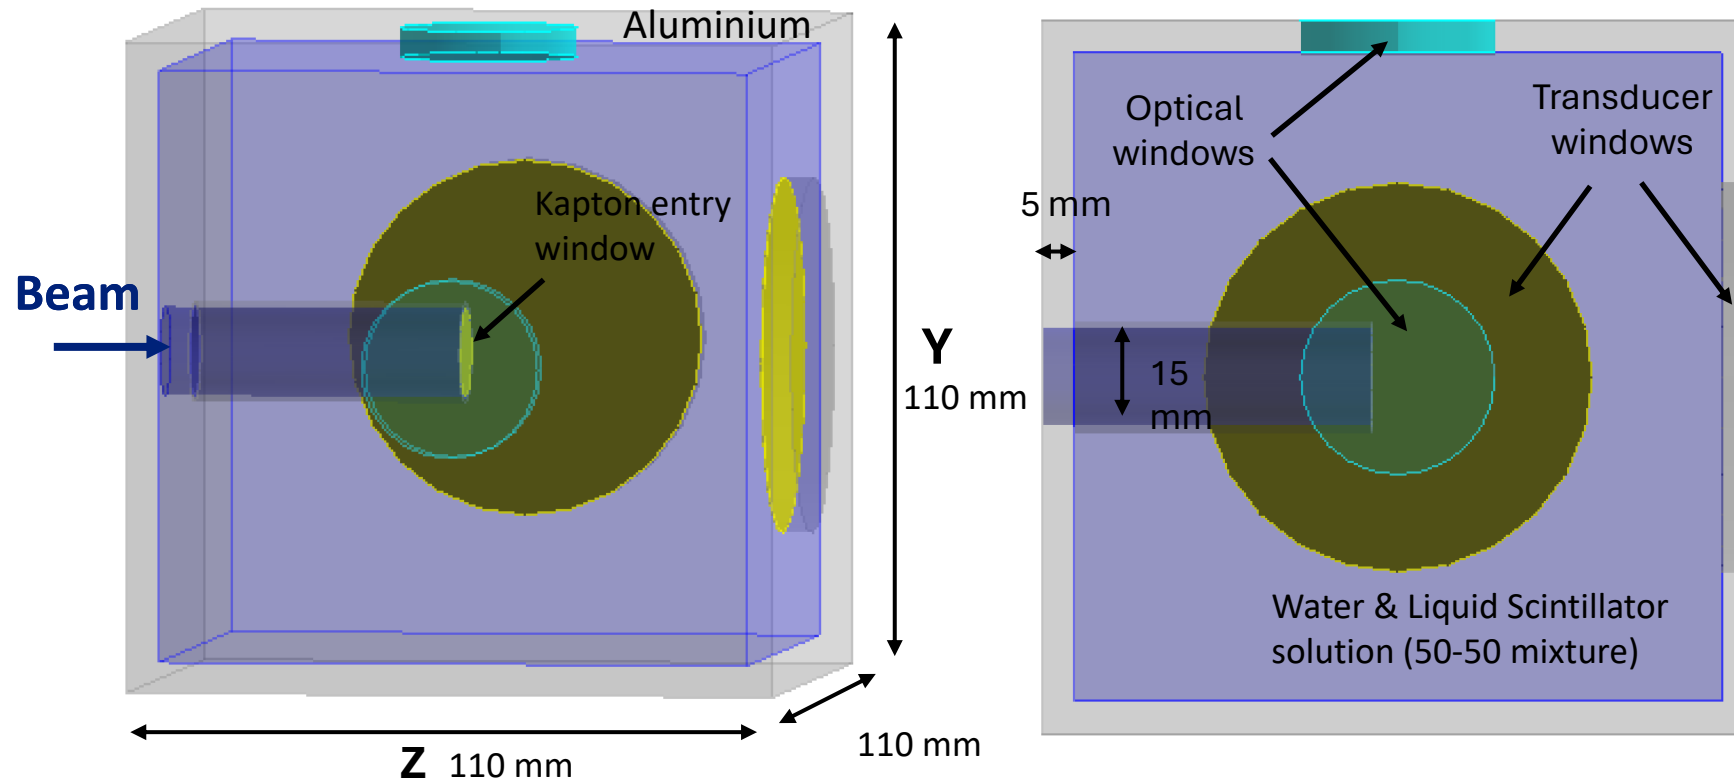 Aluminium
Kapton entry
window
Beam
Y
110 mm
Z 110 mm
110 mm
Optical
windows
Transducer
windows
5 mm
15
mm
Water & Liquid Scintillator
solution (50-50 mixture)